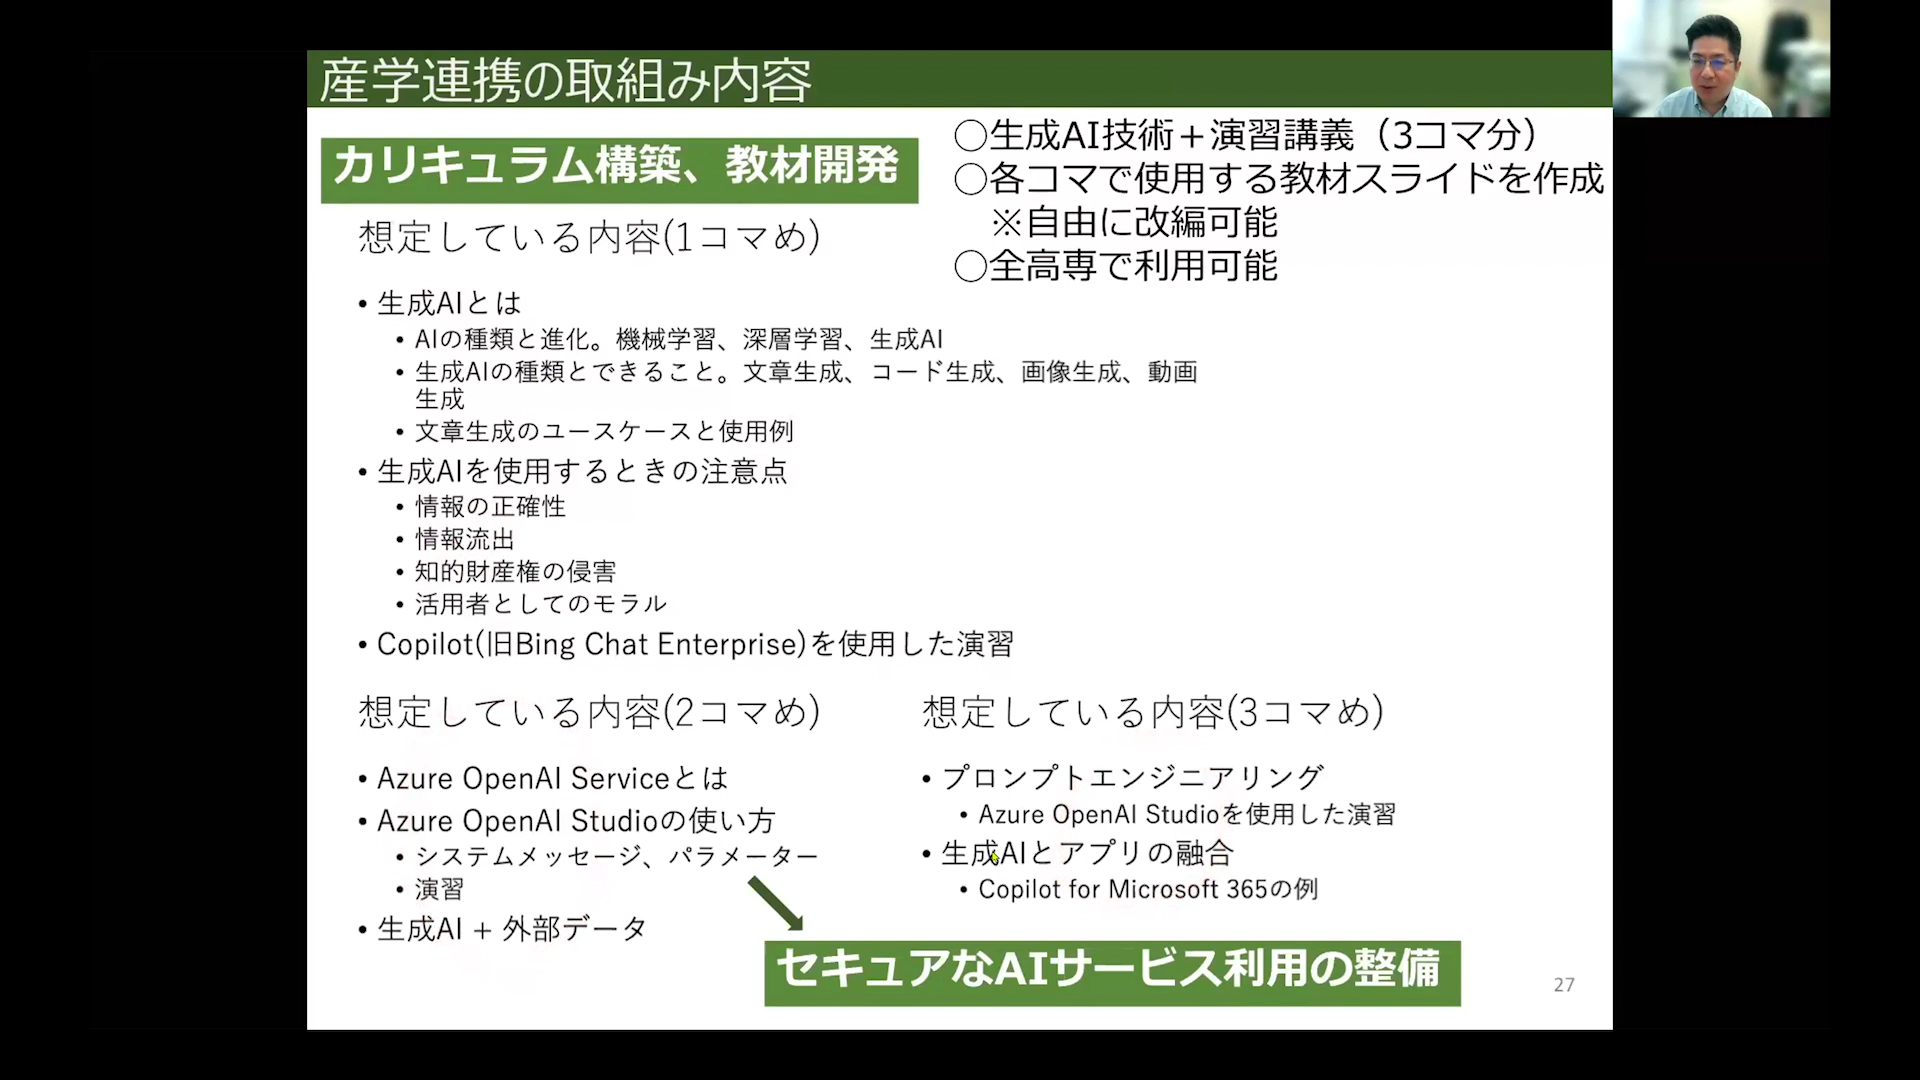 産学連携の取組み内容
カリキュラム構築、教材開発
○生成AI技術＋演習講義（3コマ分）
○各コマで使用する教材スライドを作成
※自由に改編可能
○全高専で利用可能
想定している内容(1コマめ)
• 生成AIとは
• AIの種類と進化。機械学習、深層学習、生成AI
• 生成AIの種類とできること。文章生成、コード生成、画像生成、動画
生成
• 文章生成のユースケースと使用例
• 生成AIを使用するときの注意点
• 情報の正確性
• 情報流出
• 知的財産権の侵害
• 活用者としてのモラル
• Copilot(旧Bing Chat Enterprise)を使用した演習
想定している内容(2コマめ)
• Azure OpenAI Serviceとは
• Azure OpenAI Studioの使い方
• システムメッセージ、パラメーター
• 演習
• 生成AI + 外部データ
想定している内容(3コマめ)
• プロンプトエンジニアリング
• Azure OpenAI Studioを使用した演習
• 生成AIとアプリの融合
• Copilot for Microsoft 365の例
セキュアなAIサービス利用の整備
27